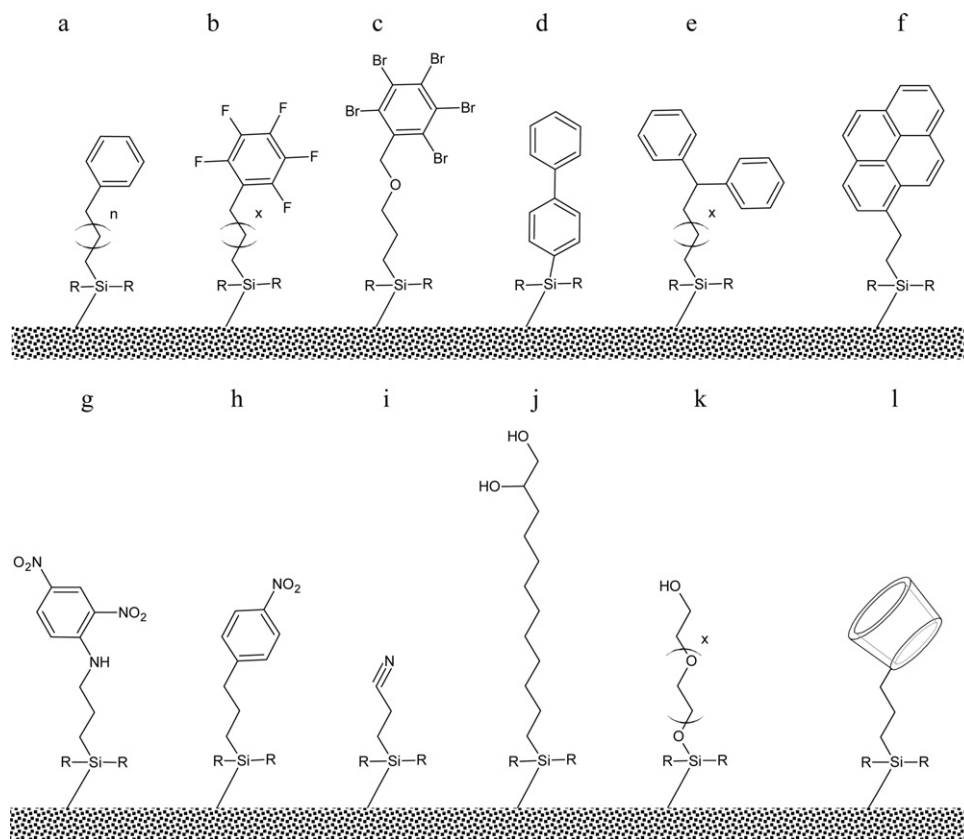 a b c d e f
Br
Br Br
F
F F Br Br
F
n x F
O
x
R Si R R Si R R Si R R Si R R Si R R Si R
g h i j k l
HO
HO
O₂N
NO₂
NO₂
HO
N
NH
x
O
O
R Si R R Si R R Si R R Si R R Si R R Si R